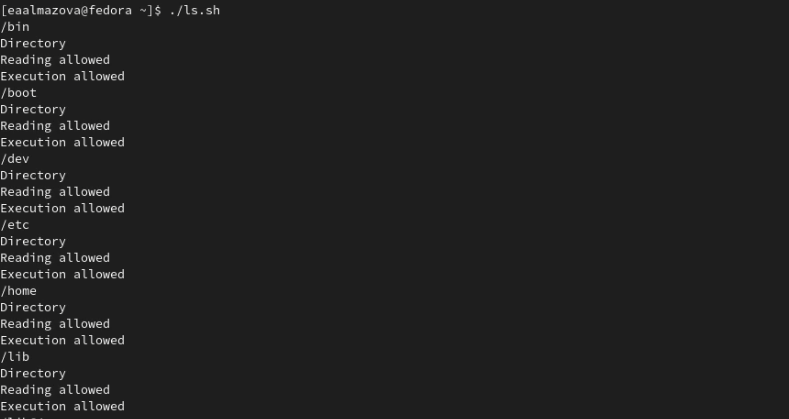 [eaalmazova@fedora ~]$ ./ls.sh
/bin
Directory
Reading allowed
Execution allowed
/boot
Directory
Reading allowed
Execution allowed
/dev
Directory
Reading allowed
Execution allowed
/etc
Directory
Reading allowed
Execution allowed
/home
Directory
Reading allowed
Execution allowed
/lib
Directory
Reading allowed
Execution allowed